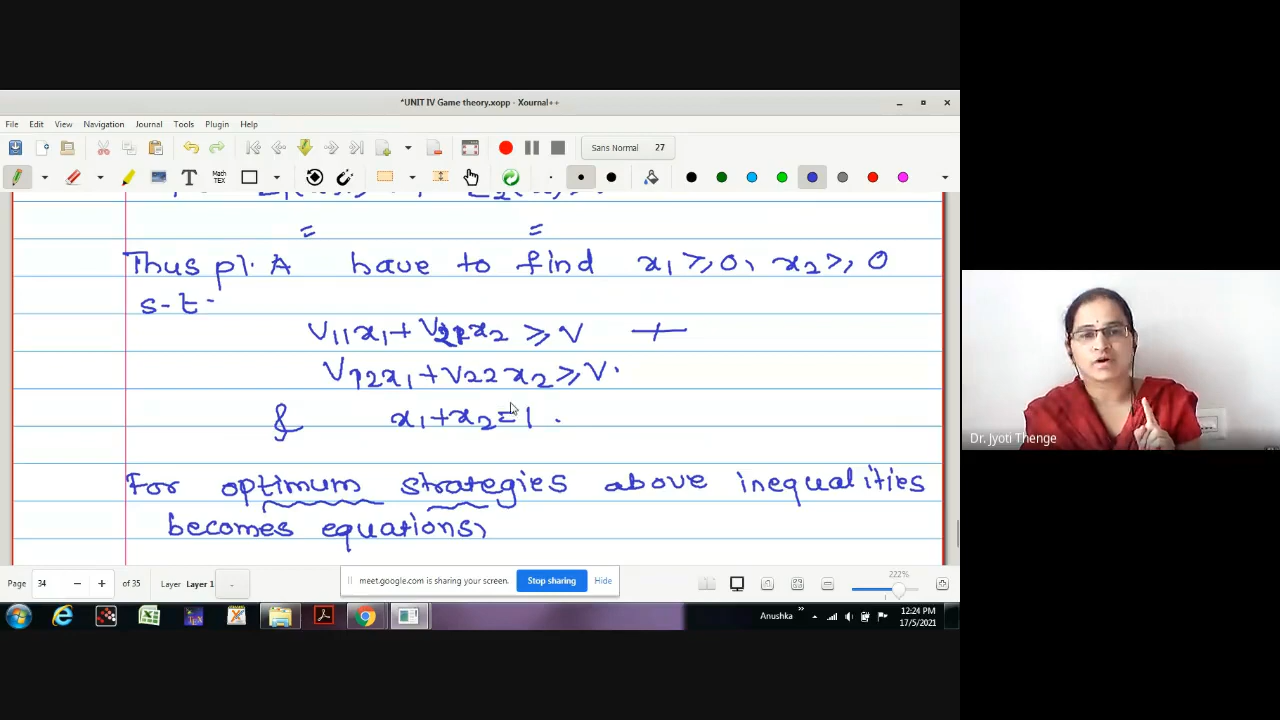 *UNIT IV Game theory.xopp - Xournal++
File Edit View Navigation Journal Tools Plugin Help
Sans Normal 27
T Math TEX
Thus pl. A have to find x₁ ≥ 0, x₂ ≥ 0
s-t-
V₁₁x₁ + V₂₁x₂ ≥ V
V₁₂x₁ + V₂₂x₂ ≥ V.
& x₁ + x₂ = 1.
For optimum strategies above inequalities
becomes equations,
Dr. Jyoti Thenge
Page 34 of 35 Layer Layer 1
meet.google.com is sharing your screen. Stop sharing Hide
222%
Anushka
12:24 PM
17/5/2021